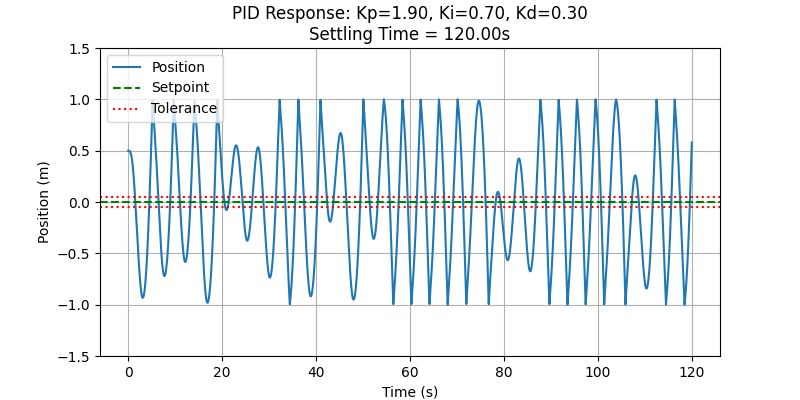 PID Response: Kp=1.90, Ki=0.70, Kd=0.30
Settling Time = 120.00s
1.5
Position
Setpoint
Tolerance
1.0
0.5
0.0
−0.5
−1.0
−1.5
Position (m)
0 20 40 60 80 100 120
Time (s)